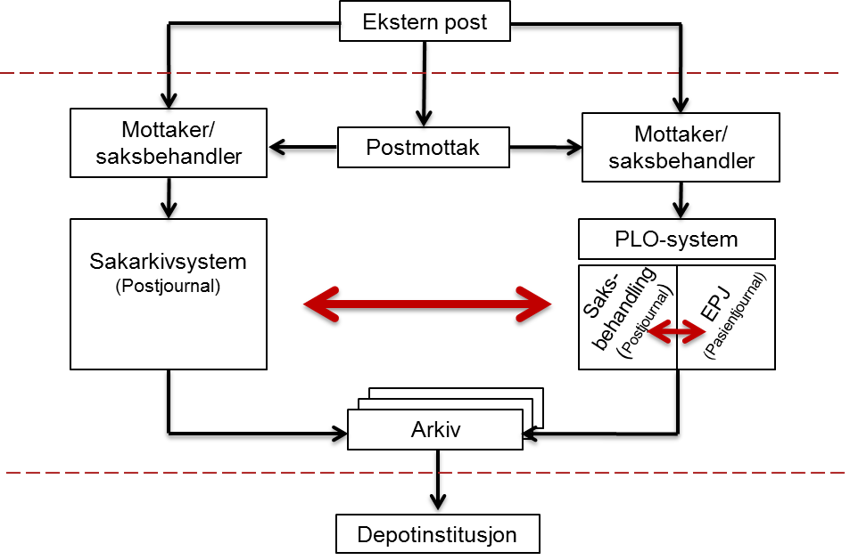 Ekstern post
Mottaker/
saksbehandler
Postmottak
Mottaker/
saksbehandler
Sakarkivsystem
(Postjournal)
PLO-system
Saks-
behandling
(Postjournal)
EPJ
(Pasientjournal)
Arkiv
Depotinstitusjon